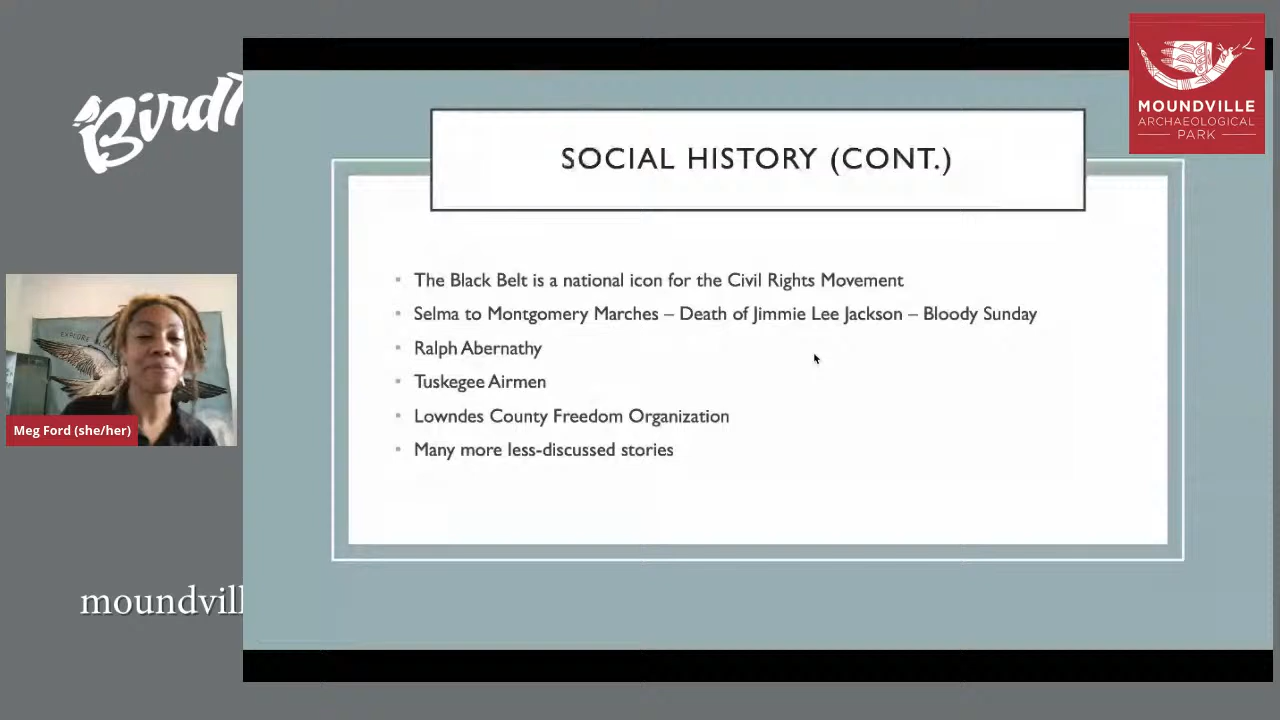 MOUNDVILLE
ARCHAEOLOGICAL
PARK
SOCIAL HISTORY (CONT.)
• The Black Belt is a national icon for the Civil Rights Movement
• Selma to Montgomery Marches – Death of Jimmie Lee Jackson – Bloody Sunday
• Ralph Abernathy
• Tuskegee Airmen
• Lowndes County Freedom Organization
• Many more less-discussed stories
EXPLORE
Meg Ford (she/her)
moundvill